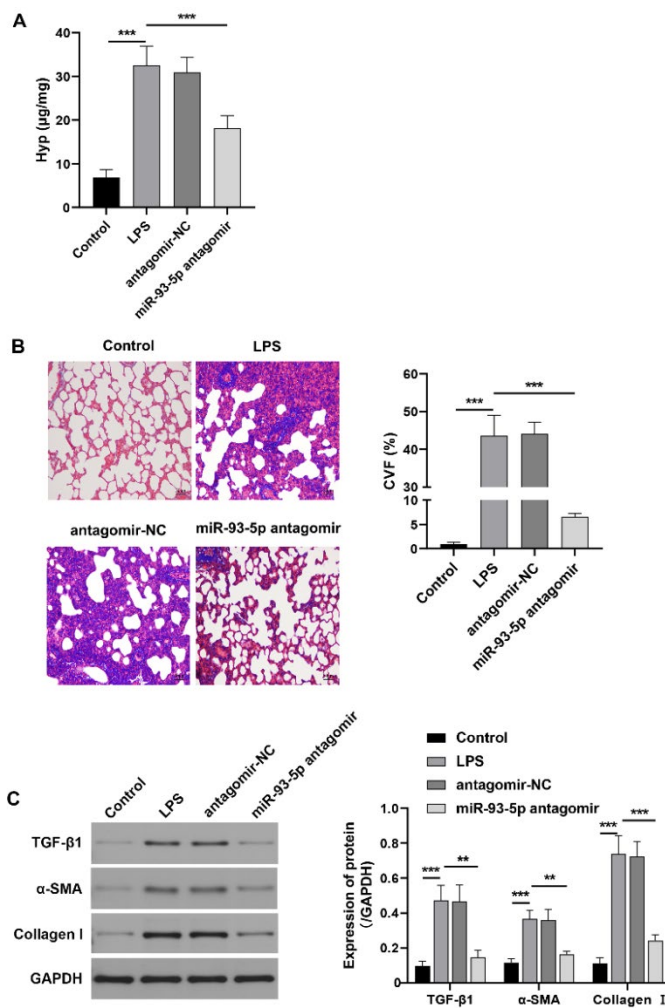 A
***
***
Hyp (μg/mg)
40
30
20
10
0
Control
LPS
antagomir-NC
miR-93-5p antagomir
B
Control
LPS
antagomir-NC
miR-93-5p antagomir
CVF (%)
***
***
60
50
40
30
10
5
0
Control
LPS
antagomir-NC
miR-93-5p antagomir
C
Control
LPS
antagomir-NC
miR-93-5p antagomir
TGF-β1
α-SMA
Collagen I
GAPDH
Control
LPS
antagomir-NC
miR-93-5p antagomir
Expression of protein
(/GAPDH)
1.0
0.8
0.6
0.4
0.2
0
***
**
***
**
***
***
TGF-β1
α-SMA
Collagen I